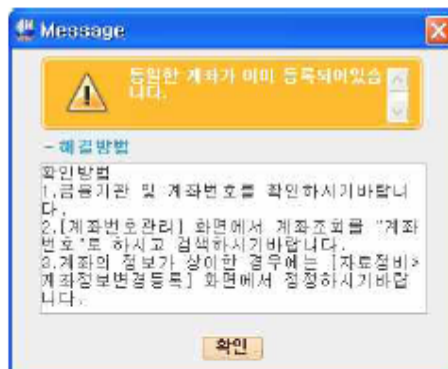 Message
동일한 계좌가 이미 등록되어있습
니다.
- 해결방법
확인방법
1.금융기관 및 계좌번호를 확인하시기바랍니
다.
2.[계좌번호관리] 화면에서 계좌조회를 "계좌
번호"로 하시고 검색하시기바랍니다.
3.계좌의 정보가 상이한 경우에는 [자료정비>
계좌정보변경등록] 화면에서 정정하시기바랍
니다.
확인